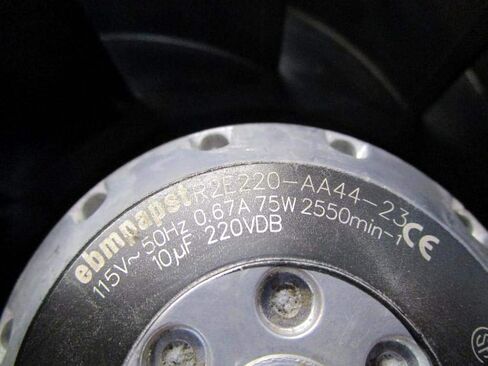 ebmpapst R2E220-AA44-23
115V~ 50Hz 0.67A 75W 2550min-1 CE
10µF 220VDB